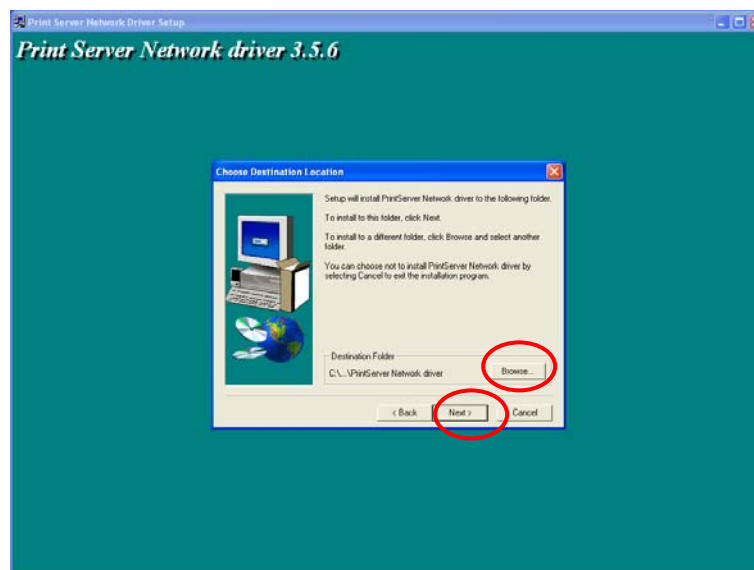 Print Server Network Driver Setup
Print Server Network driver 3.5.6
Choose Destination Location
Setup will install PrintServer Network driver to the following folder.
To install to this folder, click Next.
To install to a different folder, click Browse and select another
folder.
You can choose not to install PrintServer Network driver by
selecting Cancel to exit the installation program.
Destination Folder
C:\...\PrintServer Network driver
Browse...
< Back
Next >
Cancel